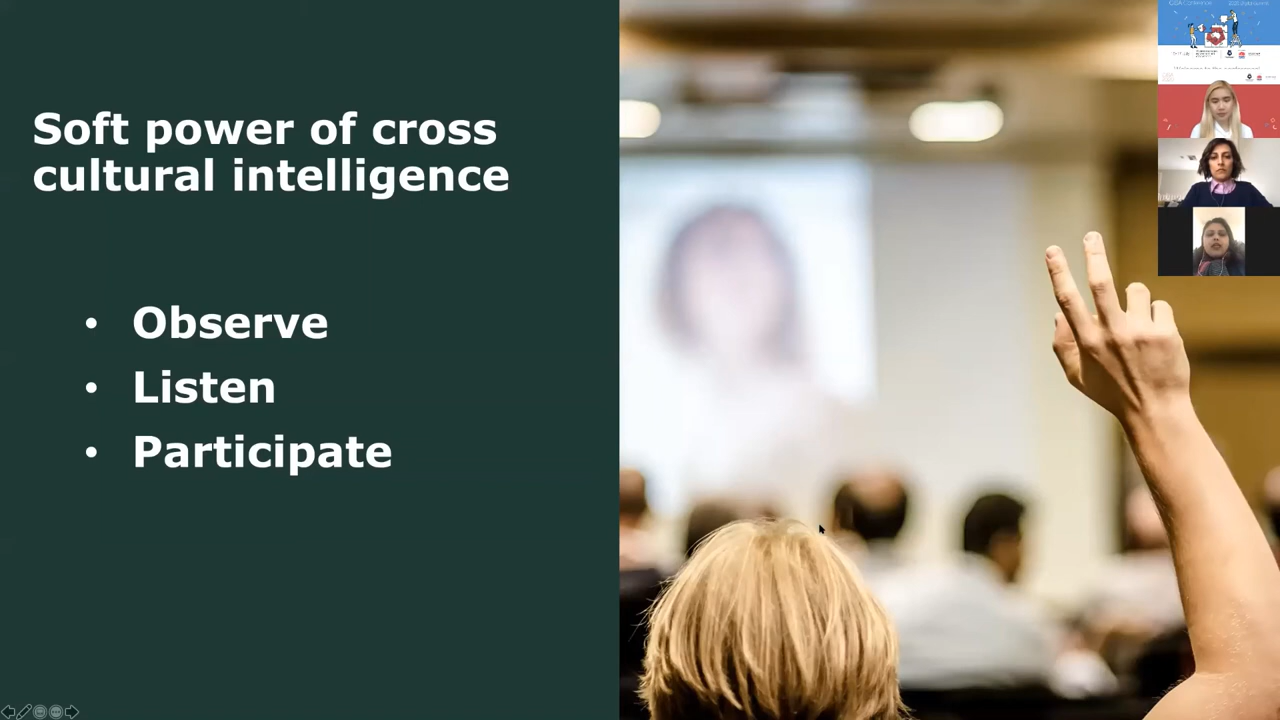 Soft power of cross
cultural intelligence
• Observe
• Listen
• Participate